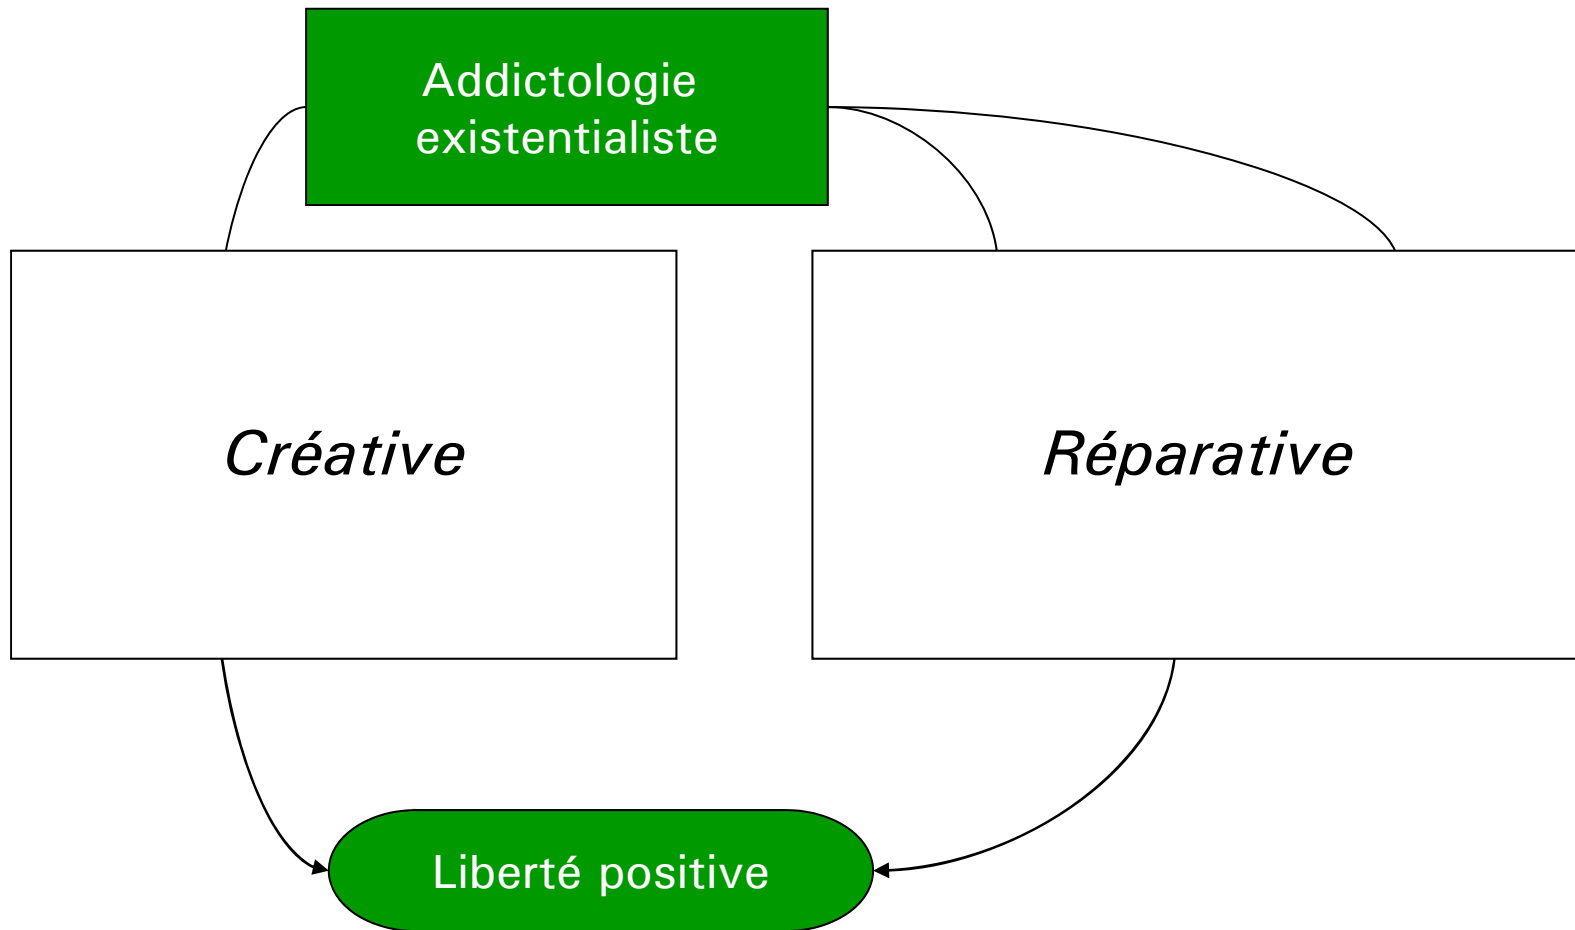 Addictologie
existentialiste
Créative
Réparative
Liberté positive